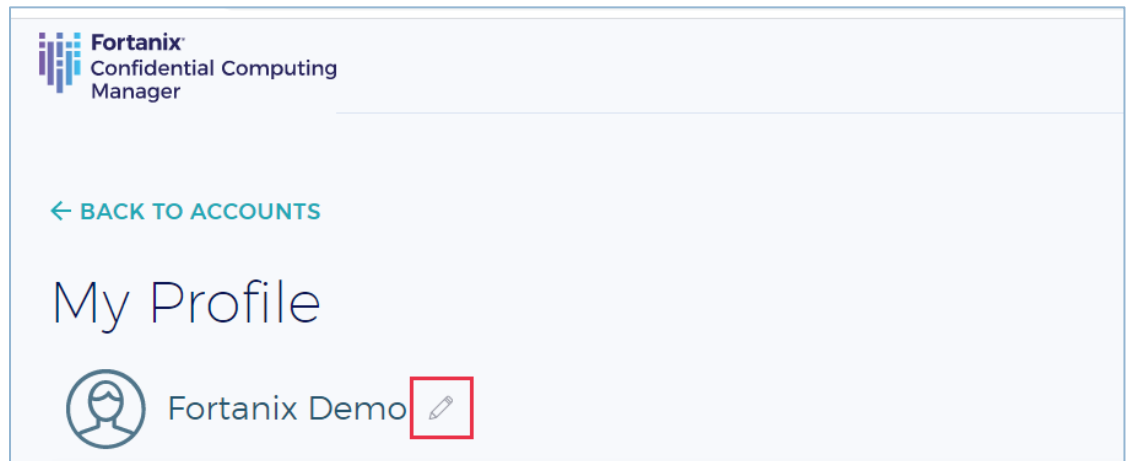 Fortanix
Confidential Computing
Manager
← BACK TO ACCOUNTS
My Profile
Fortanix Demo